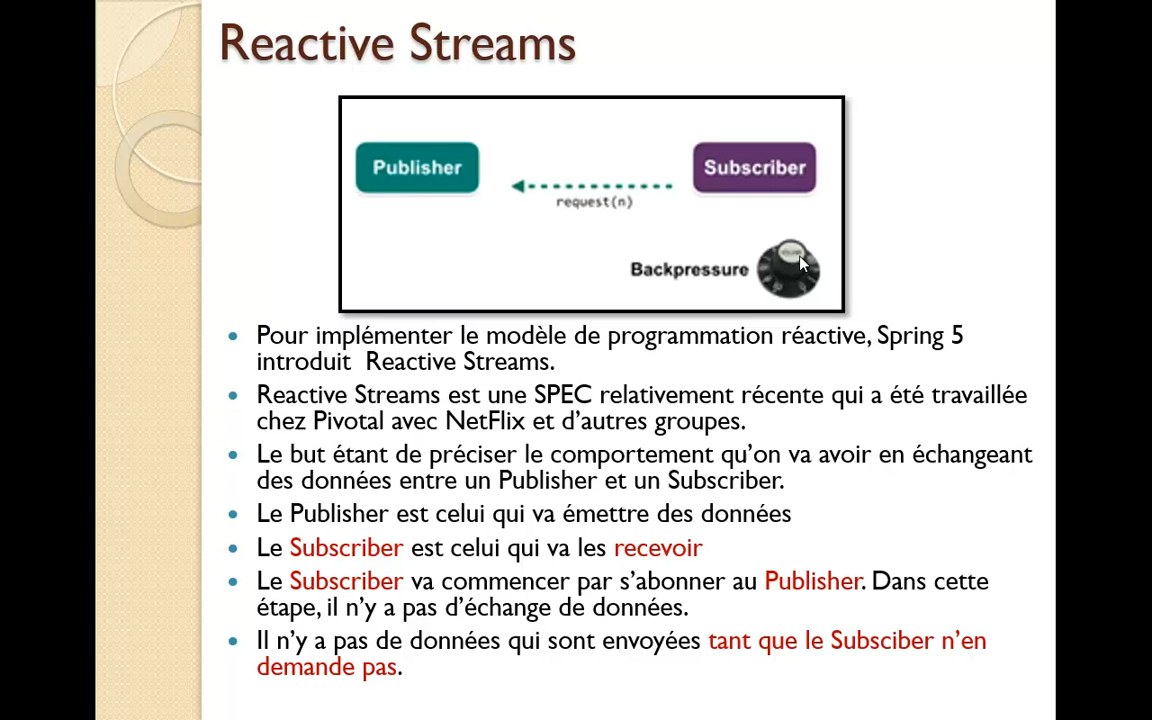 Reactive Streams
Publisher
Subscriber
request(n)
Backpressure
• Pour implémenter le modèle de programmation réactive, Spring 5
introduit Reactive Streams.
• Reactive Streams est une SPEC relativement récente qui a été travaillée
chez Pivotal avec NetFlix et d’autres groupes.
• Le but étant de préciser le comportement qu’on va avoir en échangeant
des données entre un Publisher et un Subscriber.
• Le Publisher est celui qui va émettre des données
• Le Subscriber est celui qui va les recevoir
• Le Subscriber va commencer par s’abonner au Publisher. Dans cette
étape, il n’y a pas d’échange de données.
• Il n’y a pas de données qui sont envoyées tant que le Subsciber n’en
demande pas.